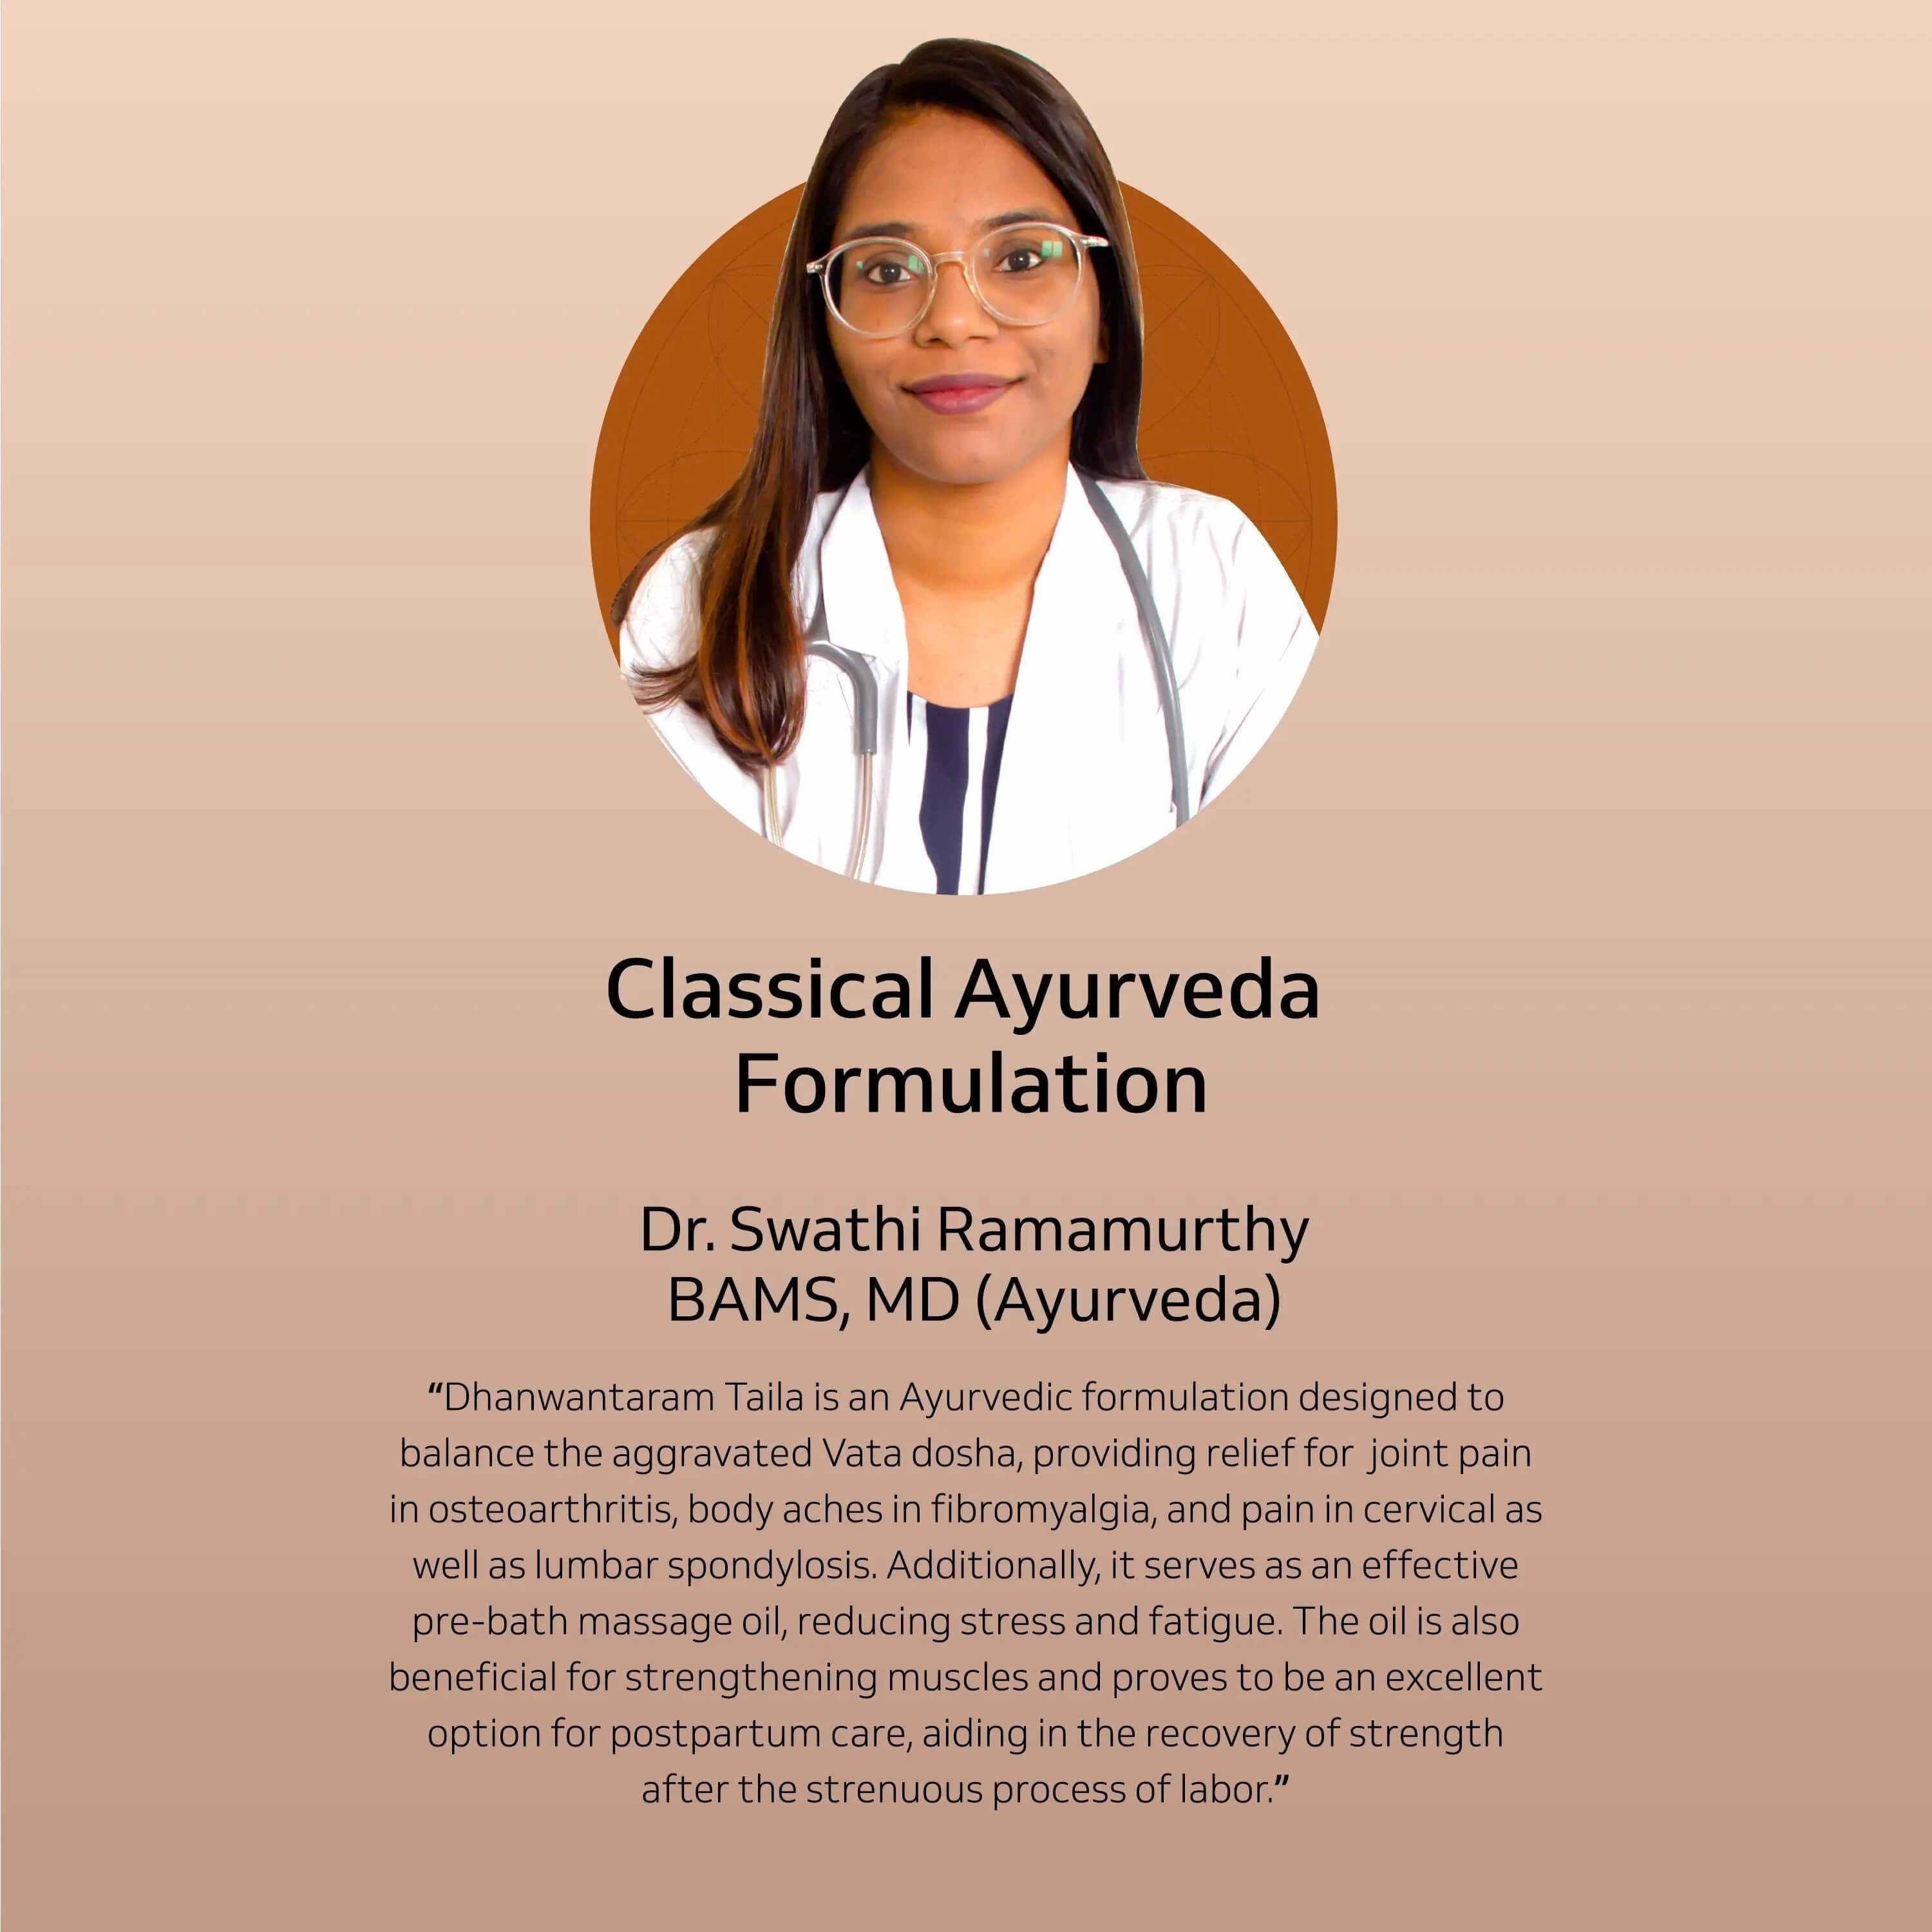 Classical Ayurveda
Formulation
Dr. Swathi Ramamurthy
BAMS, MD (Ayurveda)
“Dhanwantaram Taila is an Ayurvedic formulation designed to
balance the aggravated Vata dosha, providing relief for joint pain
in osteoarthritis, body aches in fibromyalgia, and pain in cervical as
well as lumbar spondylosis. Additionally, it serves as an effective
pre-bath massage oil, reducing stress and fatigue. The oil is also
beneficial for strengthening muscles and proves to be an excellent
option for postpartum care, aiding in the recovery of strength
after the strenuous process of labor.”